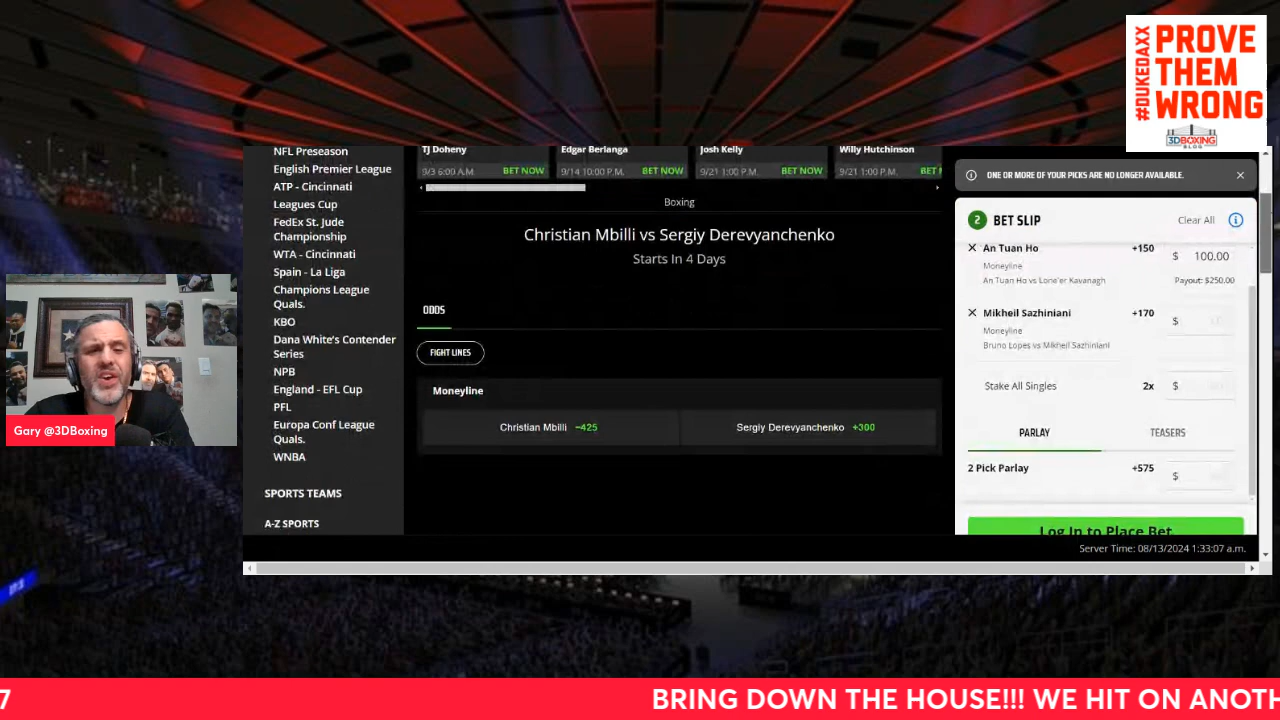 #DUKEDAXX
PROVE
THEM
WRONG
3DBOXING
BLOG
NFL Preseason
English Premier League
ATP - Cincinnati
Leagues Cup
FedEx St. Jude
Championship
WTA - Cincinnati
Spain - La Liga
Champions League
Quals.
KBO
Dana White's Contender
Series
NPB
England - EFL Cup
PFL
Europa Conf League
Quals.
WNBA
SPORTS TEAMS
A-Z SPORTS
TJ Doheny
Edgar Berlanga
Josh Kelly
Willy Hutchinson
9/3 6:00 A.M. BET NOW
9/14 10:00 P.M. BET NOW
9/21 1:00 P.M. BET NOW
9/21 1:00 P.M. BET
Boxing
Christian Mbilli vs Sergiy Derevyanchenko
Starts In 4 Days
ODDS
FIGHT LINES
Moneyline
Christian Mbilli -425
Sergiy Derevyanchenko +300
ONE OR MORE OF YOUR PICKS ARE NO LONGER AVAILABLE.
2 BET SLIP Clear All
An Tuan Ho +150 $ 100.00
Moneyline
An Tuan Ho vs Lone'er Kavanagh Payout: $250.00
Mikheil Sazhiniani +170 $
Moneyline
Bruno Lopes vs Mikheil Sazhiniani
Stake All Singles 2x $
PARLAY TEASERS
2 Pick Parlay +575 $
Log In to Place Bet
Server Time: 08/13/2024 1:33:07 a.m.
Gary @3DBoxing
7 BRING DOWN THE HOUSE!!! WE HIT ON ANOTH